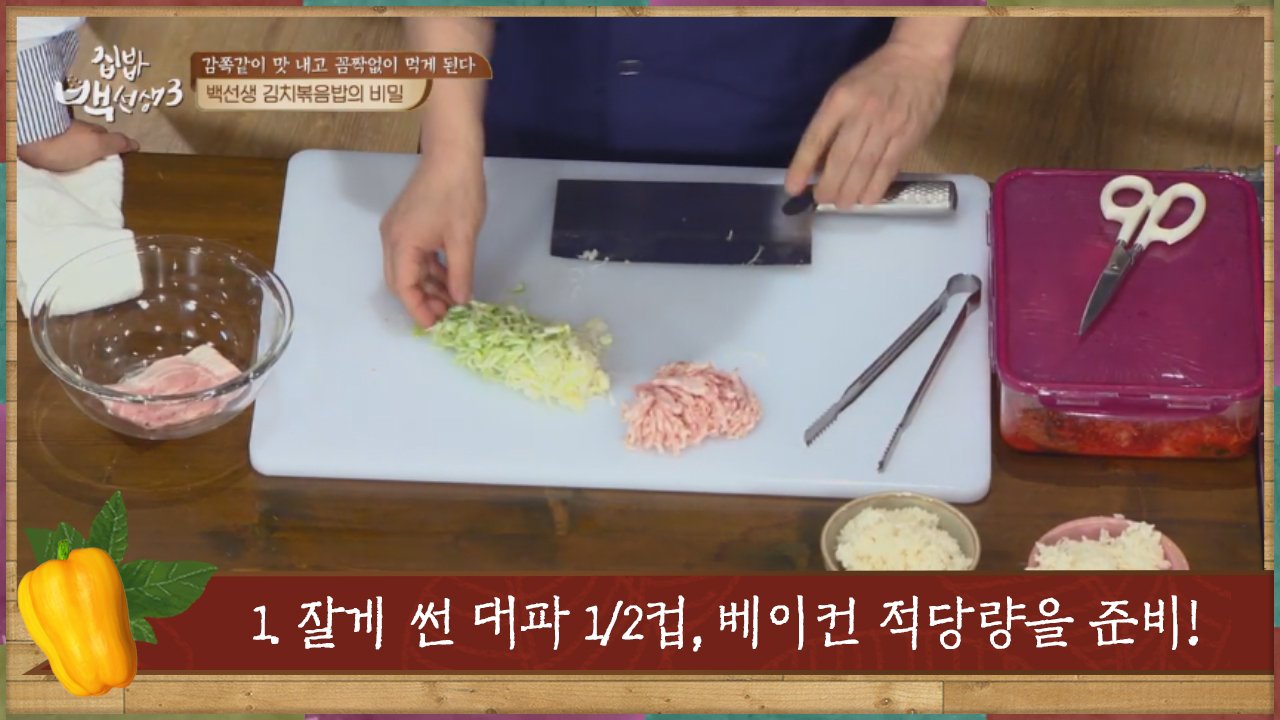 집밥
백선생3
감쪽같이 맛 내고 꼼짝없이 먹게 된다
백선생 김치볶음밥의 비밀
1. 잘게 썬 대파 1/2컵, 베이컨 적당량을 준비!